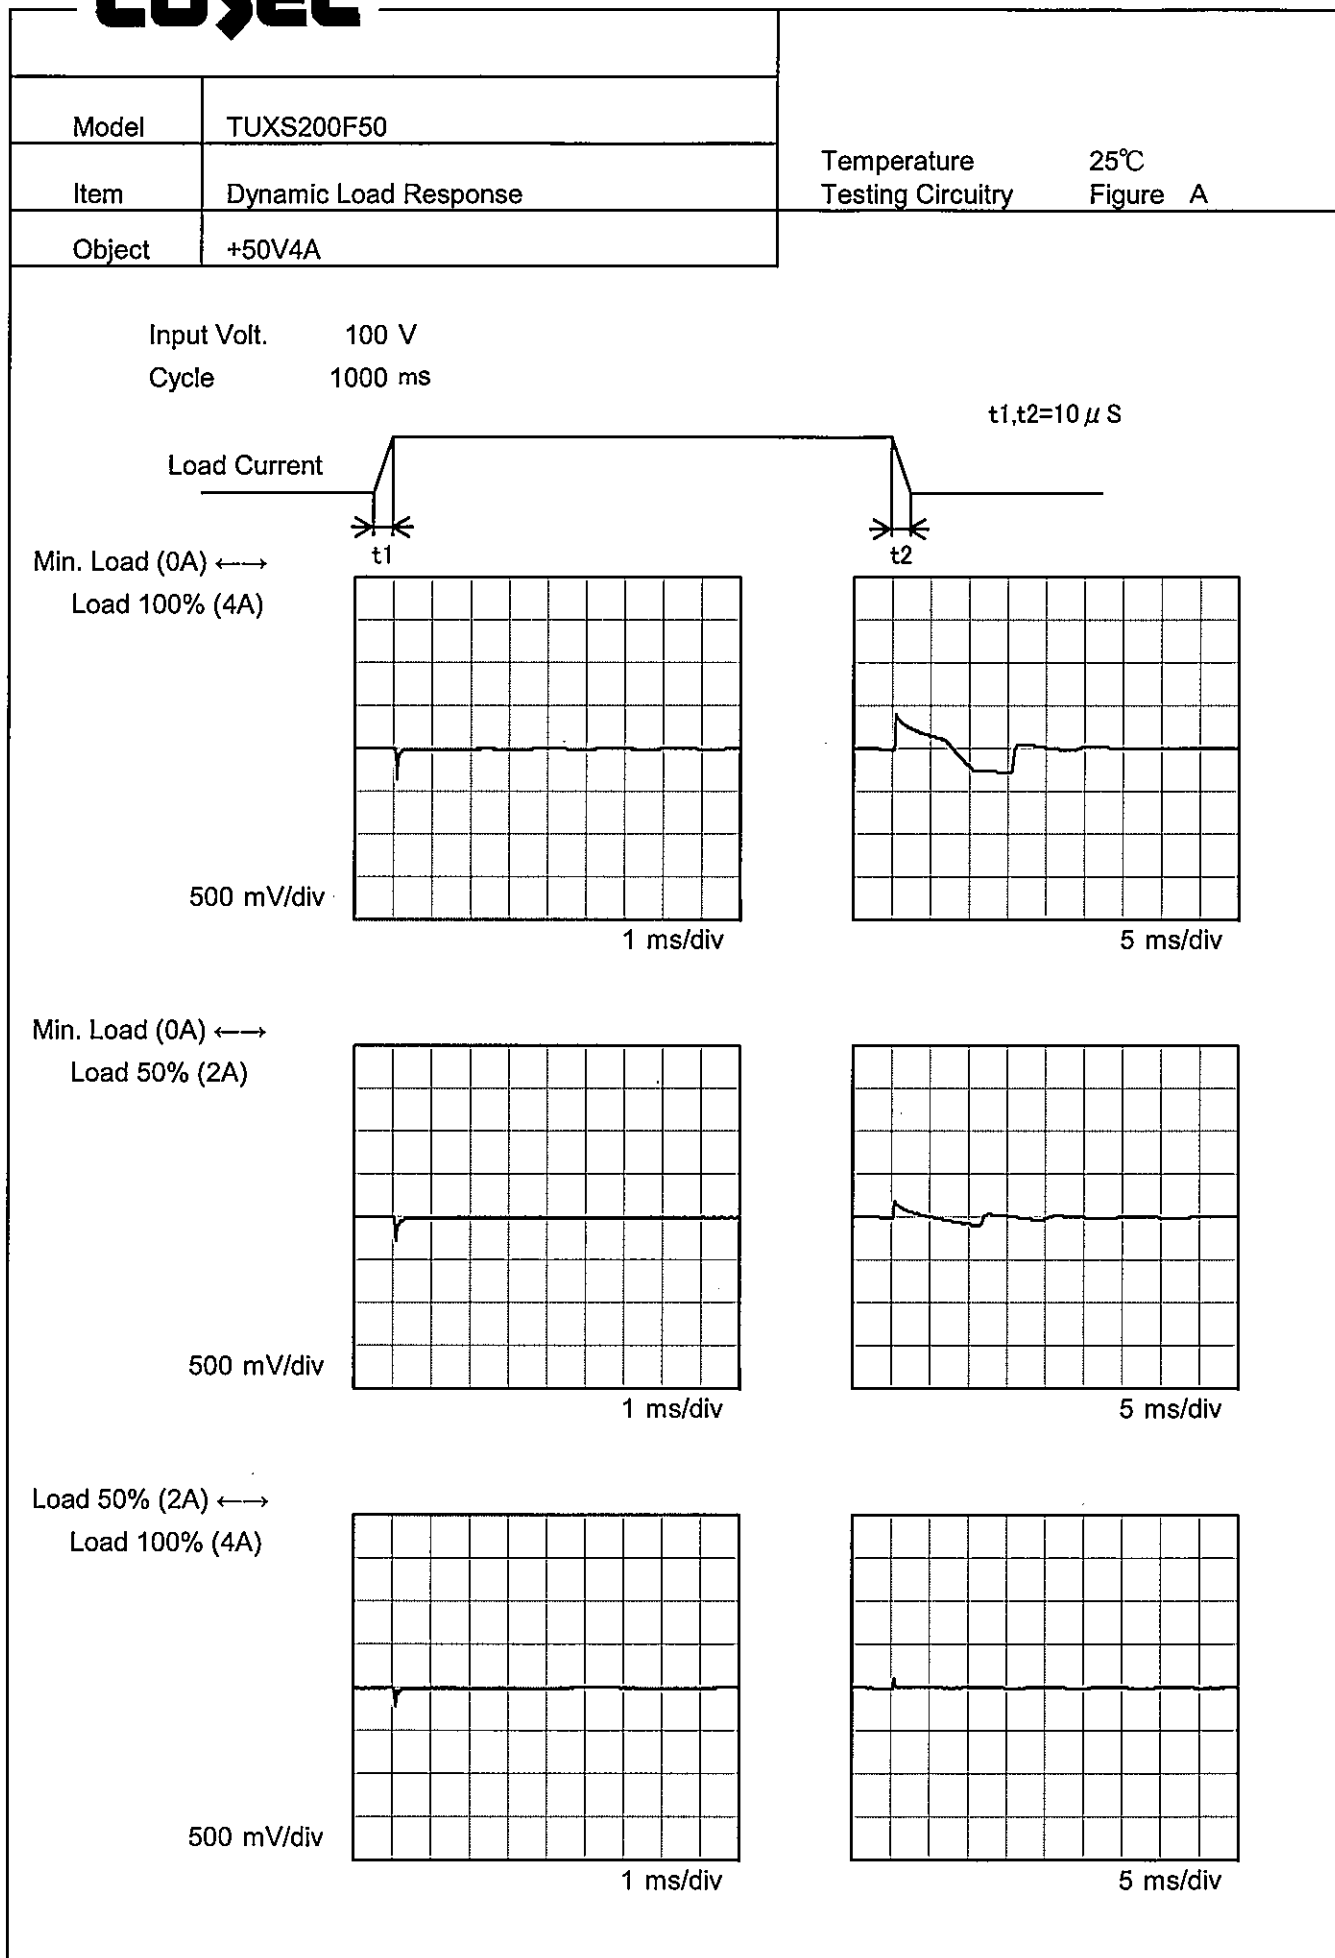 COSEL
Model TUXS200F50
Item Dynamic Load Response
Object +50V4A
Temperature 25℃
Testing Circuitry Figure A
Input Volt. 100 V
Cycle 1000 ms
t1,t2=10 μ S
Load Current
t1 t2
Min. Load (0A) ←→
Load 100% (4A)
500 mV/div
1 ms/div 5 ms/div
Min. Load (0A) ←→
Load 50% (2A)
500 mV/div
1 ms/div 5 ms/div
Load 50% (2A) ←→
Load 100% (4A)
500 mV/div
1 ms/div 5 ms/div